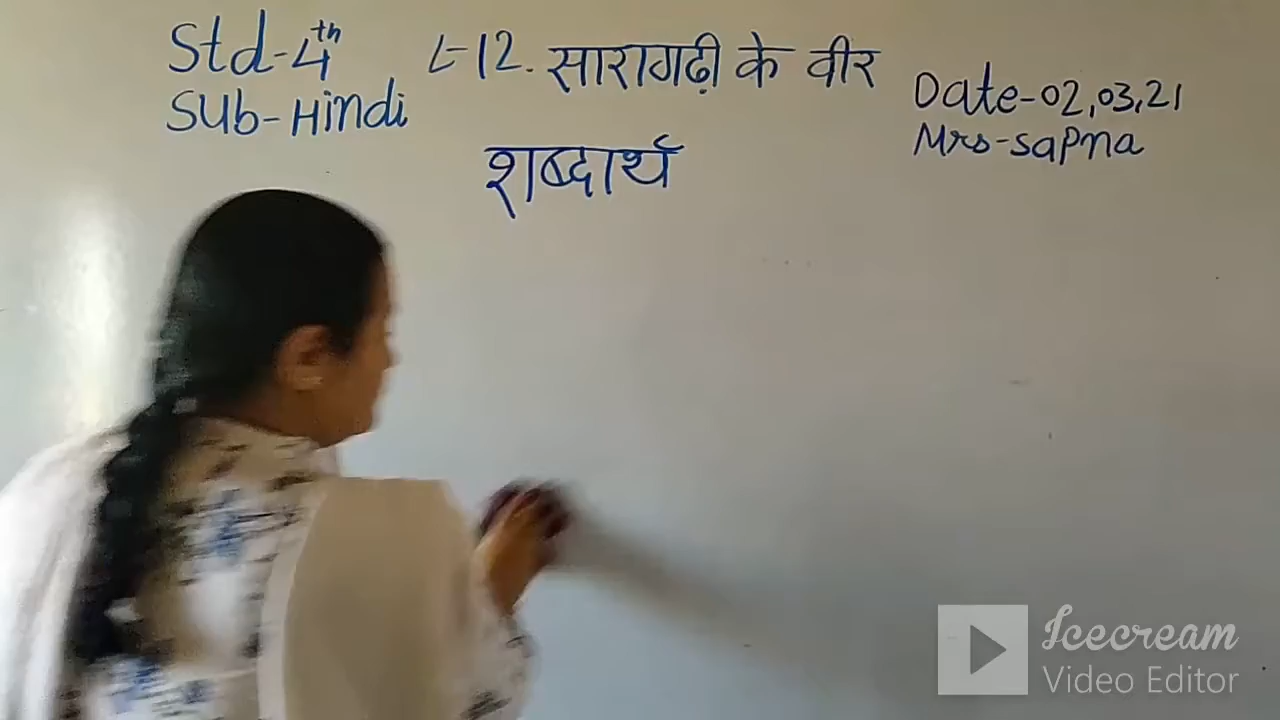 Std-4th
Sub-Hindi
L-12. सारागढ़ी के वीर
Date-02,03,21
Mrs-Sapna
शब्दार्थ
Icecream
Video Editor